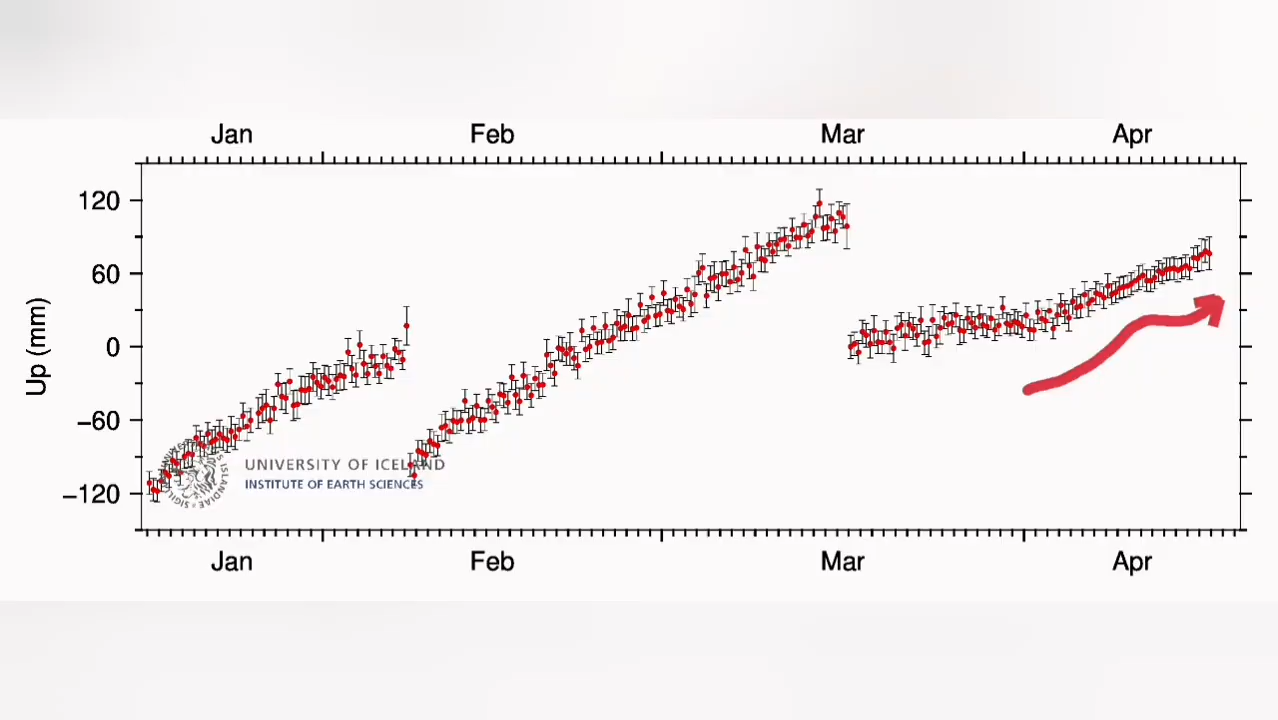 Jan Feb Mar Apr
120
60
0
−60
−120
Up (mm)
UNIVERSITY OF ICELAND
INSTITUTE OF EARTH SCIENCES
Jan Feb Mar Apr